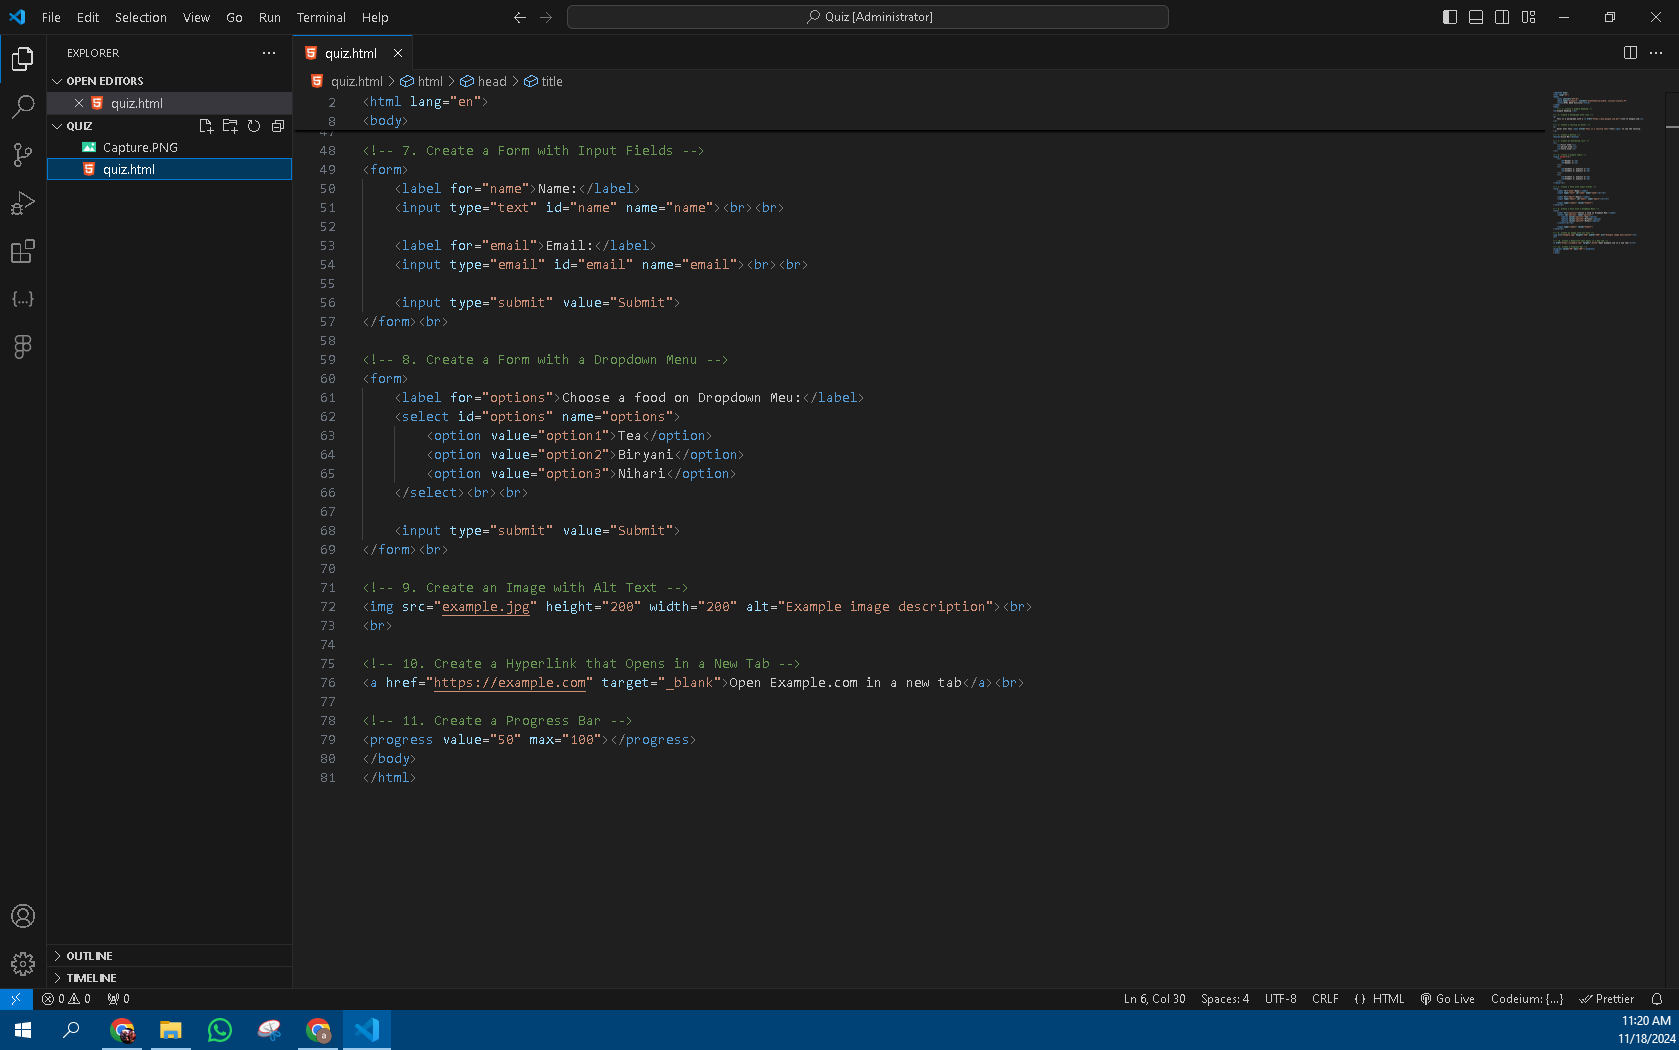 File Edit Selection View Go Run Terminal Help
Quiz [Administrator]
EXPLORER
OPEN EDITORS
quiz.html
QUIZ
Capture.PNG
quiz.html
OUTLINE
TIMELINE
quiz.html
quiz.html > html > head > title
2 <html lang="en">
8 <body>
47
48 <!-- 7. Create a Form with Input Fields -->
49 <form>
50 <label for="name">Name:</label>
51 <input type="text" id="name" name="name"><br><br>
52
53 <label for="email">Email:</label>
54 <input type="email" id="email" name="email"><br><br>
55
56 <input type="submit" value="Submit">
57 </form><br>
58
59 <!-- 8. Create a Form with a Dropdown Menu -->
60 <form>
61 <label for="options">Choose a food on Dropdown Meu:</label>
62 <select id="options" name="options">
63 <option value="option1">Tea</option>
64 <option value="option2">Biryani</option>
65 <option value="option3">Nihari</option>
66 </select><br><br>
67
68 <input type="submit" value="Submit">
69 </form><br>
70
71 <!-- 9. Create an Image with Alt Text -->
72 <img src="example.jpg" height="200" width="200" alt="Example image description"><br>
73 <br>
74
75 <!-- 10. Create a Hyperlink that Opens in a New Tab -->
76 <a href="https://example.com" target="_blank">Open Example.com in a new tab</a><br>
77
78 <!-- 11. Create a Progress Bar -->
79 <progress value="50" max="100"></progress>
80 </body>
81 </html>
0 0 0
Ln 6, Col 30 Spaces: 4 UTF-8 CRLF {} HTML Go Live Codeium: {...} Prettier
11:20 AM
11/18/2024